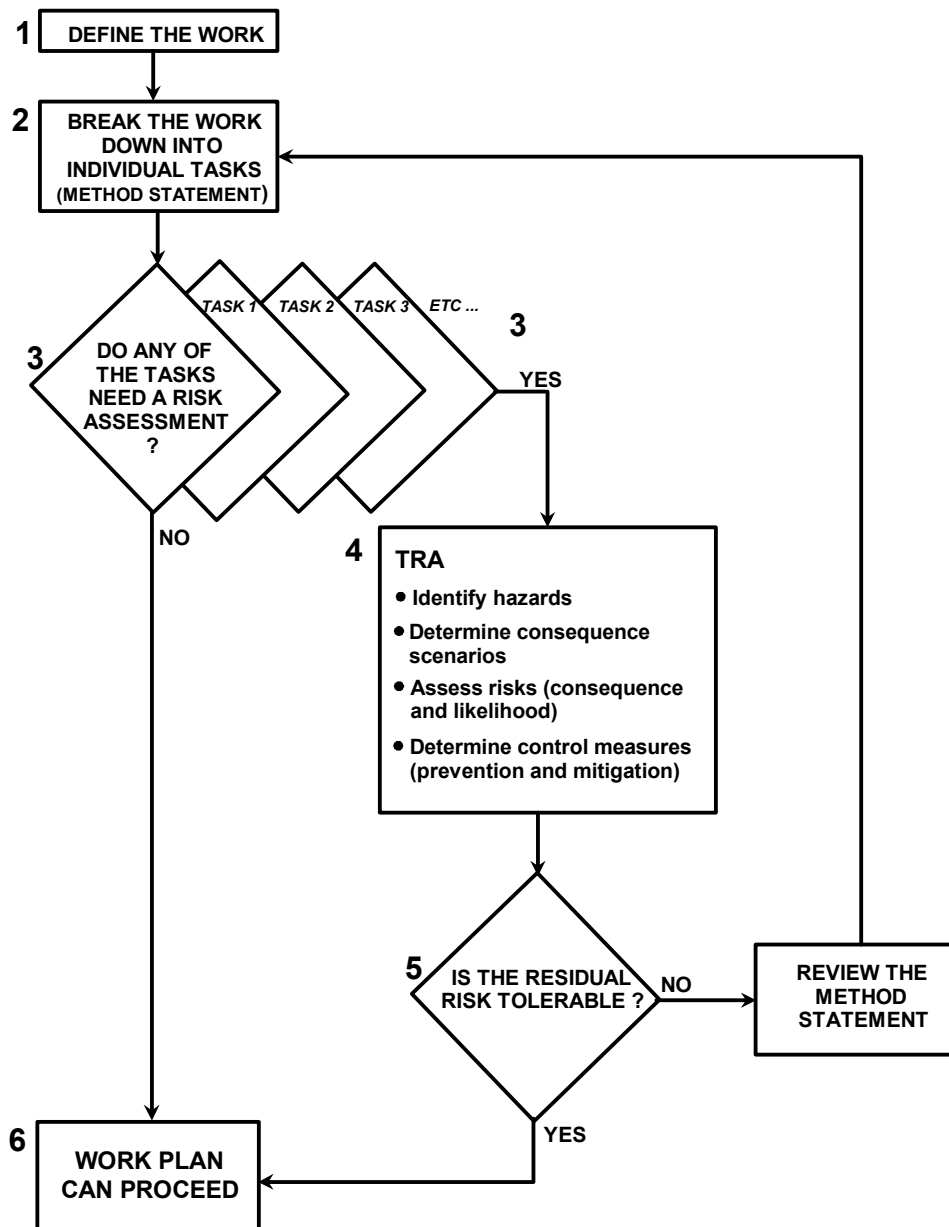 1
DEFINE THE WORK
2
BREAK THE WORK
DOWN INTO
INDIVIDUAL TASKS
(METHOD STATEMENT)
TASK 1
TASK 2
TASK 3
ETC ...
3
3
DO ANY OF
THE TASKS
NEED A RISK
ASSESSMENT
?
YES
NO
4
TRA
• Identify hazards
• Determine consequence
scenarios
• Assess risks (consequence
and likelihood)
• Determine control measures
(prevention and mitigation)
5
IS THE RESIDUAL
RISK TOLERABLE ?
NO
REVIEW THE
METHOD
STATEMENT
YES
6
WORK PLAN
CAN PROCEED